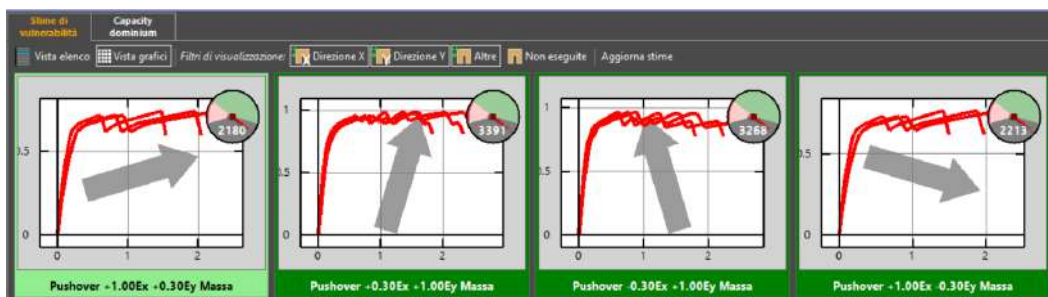 Stime di vulnerabilità
Capacity dominium
Vista elenco Vista grafici Filtri di visualizzazione: Direzione X Direzione Y Altre Non eseguite Aggiorna stime
2180
0.5
0
0 1 2
Pushover +1.00Ex +0.30Ey Massa
3391
1
0.5
0
0 1 2
Pushover +0.30Ex +1.00Ey Massa
3268
1
0.5
0
0 1 2
Pushover -0.30Ex +1.00Ey Massa
2213
0.5
0
0 1 2
Pushover +1.00Ex -0.30Ey Massa